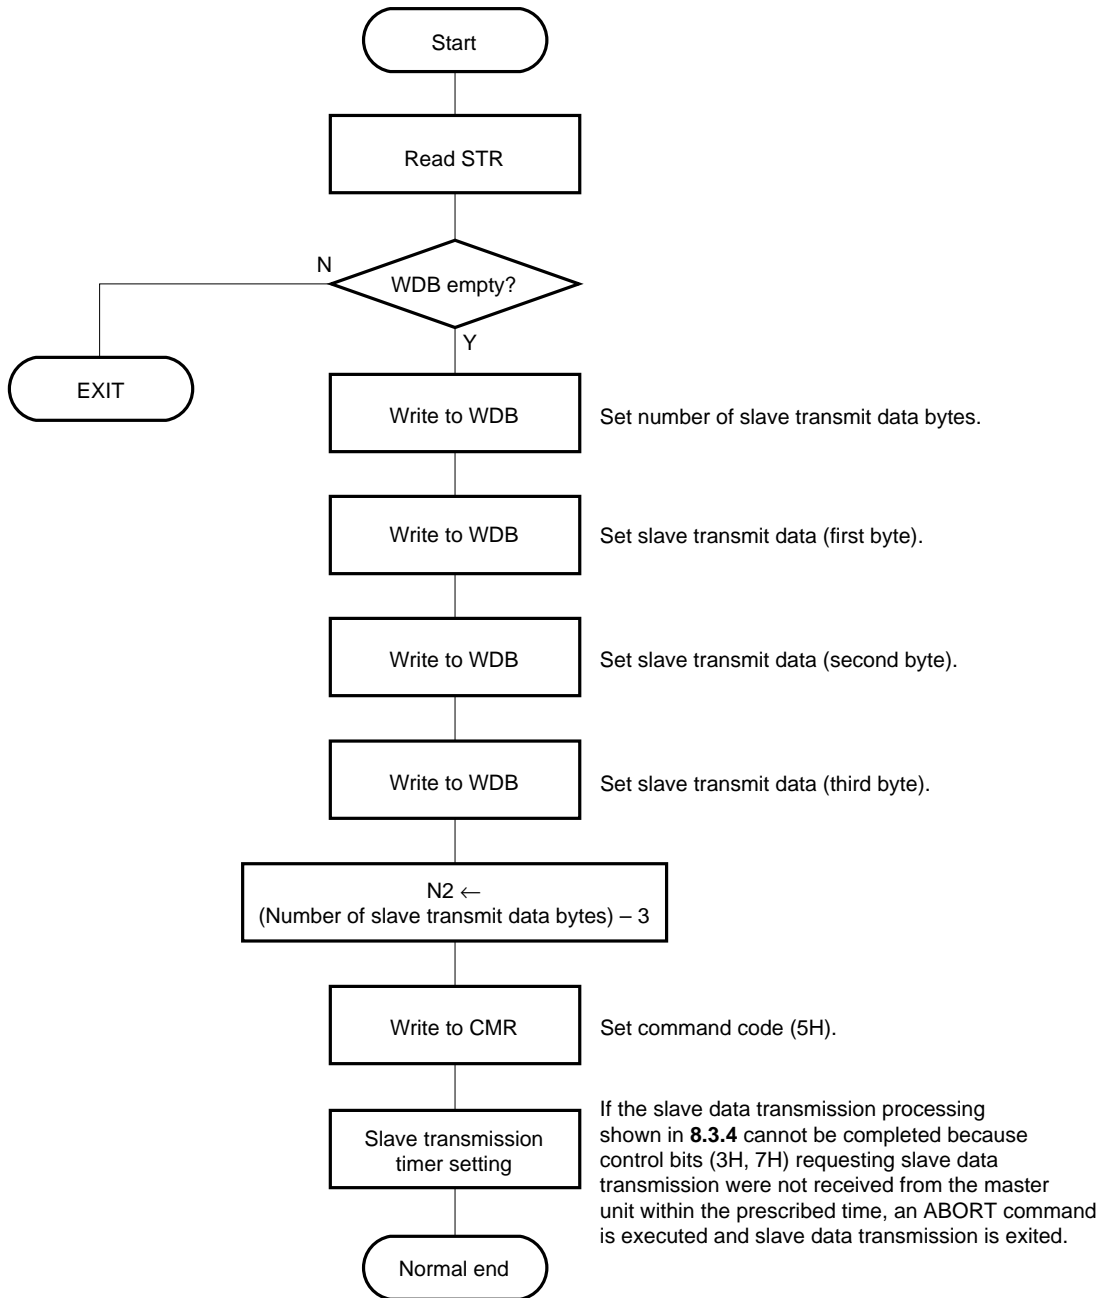 Start
Read STR
N
WDB empty?
Y
EXIT
Write to WDB
Set number of slave transmit data bytes.
Write to WDB
Set slave transmit data (first byte).
Write to WDB
Set slave transmit data (second byte).
Write to WDB
Set slave transmit data (third byte).
N2 ←
(Number of slave transmit data bytes) – 3
Write to CMR
Set command code (5H).
Slave transmission
timer setting
If the slave data transmission processing
shown in 8.3.4 cannot be completed because
control bits (3H, 7H) requesting slave data
transmission were not received from the master
unit within the prescribed time, an ABORT command
is executed and slave data transmission is exited.
Normal end